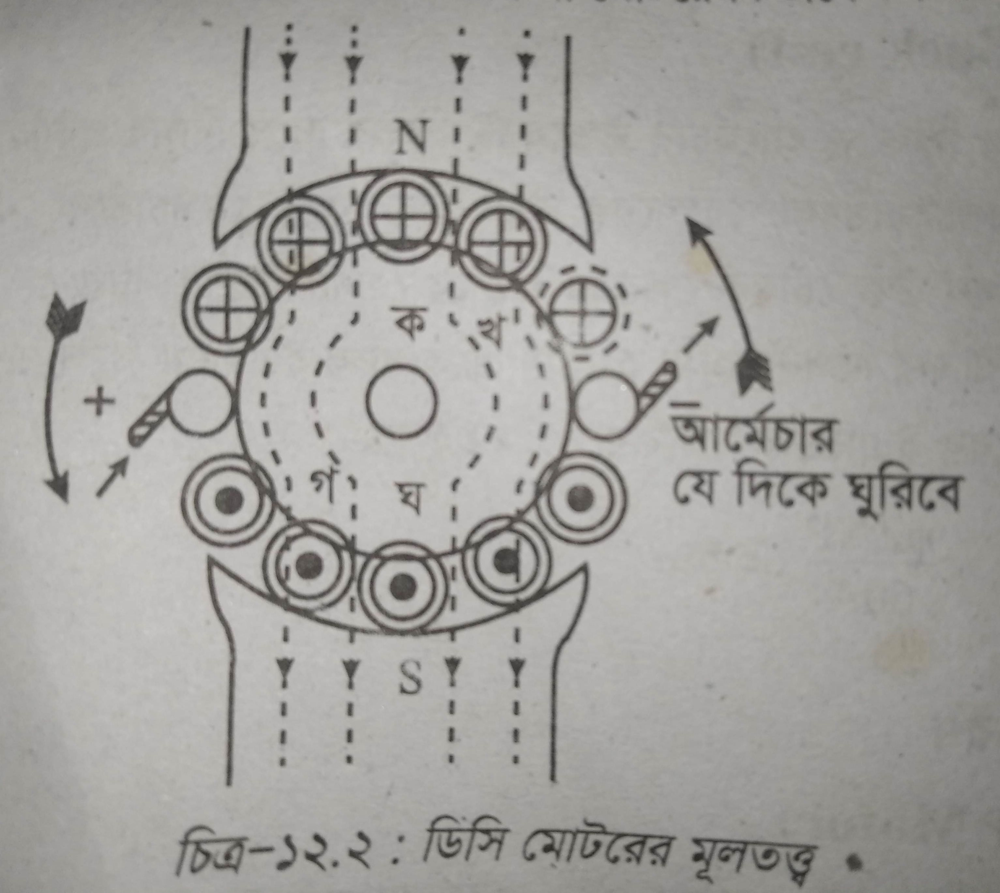 N
ক খ
+
–
আর্মেচার
যে দিকে ঘুরিবে
গ ঘ
S
চিত্র-১২.২ : ডিসি মোটরের মূলতত্ত্ব